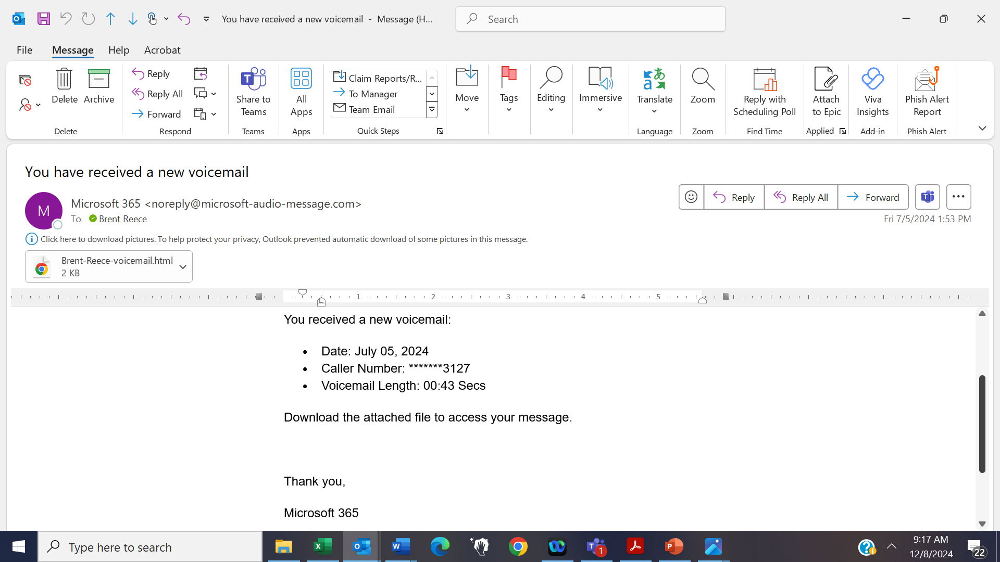 You have received a new voicemail - Message (H...
Search
File Message Help Acrobat
Delete
Archive
Delete
Reply
Reply All
Forward
Respond
Share to
Teams
Teams
All
Apps
Apps
Claim Reports/R...
To Manager
Team Email
Quick Steps
Move
Tags
Editing
Immersive
Translate
Language
Zoom
Zoom
Reply with
Scheduling Poll
Find Time
Attach
to Epic
Applied
Viva
Insights
Add-in
Phish Alert
Report
Phish Alert
You have received a new voicemail
M
Microsoft 365 <noreply@microsoft-audio-message.com>
To Brent Reece
Reply
Reply All
Forward
Fri 7/5/2024 1:53 PM
Click here to download pictures. To help protect your privacy, Outlook prevented automatic download of some pictures in this message.
Brent-Reece-voicemail.html
2 KB
1 2 3 4 5
You received a new voicemail:
• Date: July 05, 2024
• Caller Number: *******3127
• Voicemail Length: 00:43 Secs
Download the attached file to access your message.
Thank you,
Microsoft 365
Type here to search
1
9:17 AM
12/8/2024
22